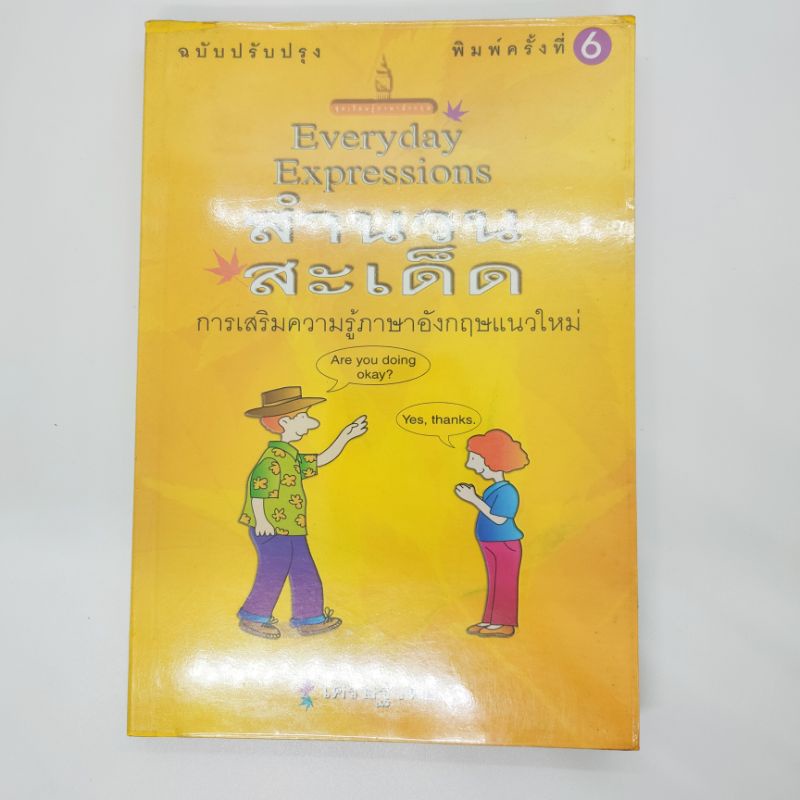 ฉบับปรับปรุง
พิมพ์ครั้งที่ 6
Everyday
Expressions
สำนวน
สะเด็ด
การเสริมความรู้ภาษาอังกฤษแนวใหม่
Are you doing
okay?
Yes, thanks.